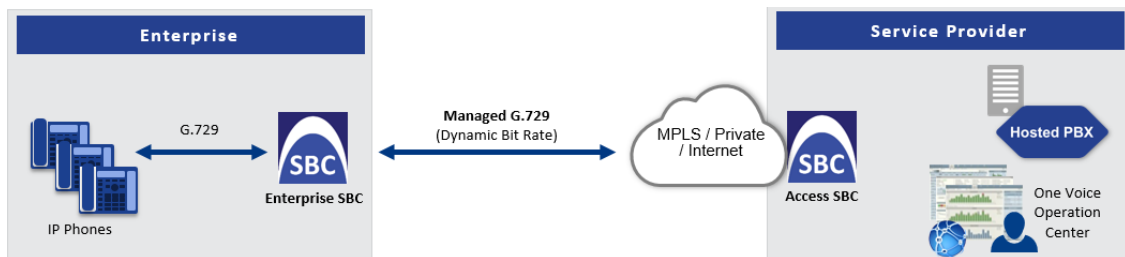 Enterprise
Service Provider
G.729
Managed G.729
(Dynamic Bit Rate)
MPLS / Private
/ Internet
SBC
SBC
Enterprise SBC
Access SBC
IP Phones
Hosted PBX
One Voice
Operation
Center